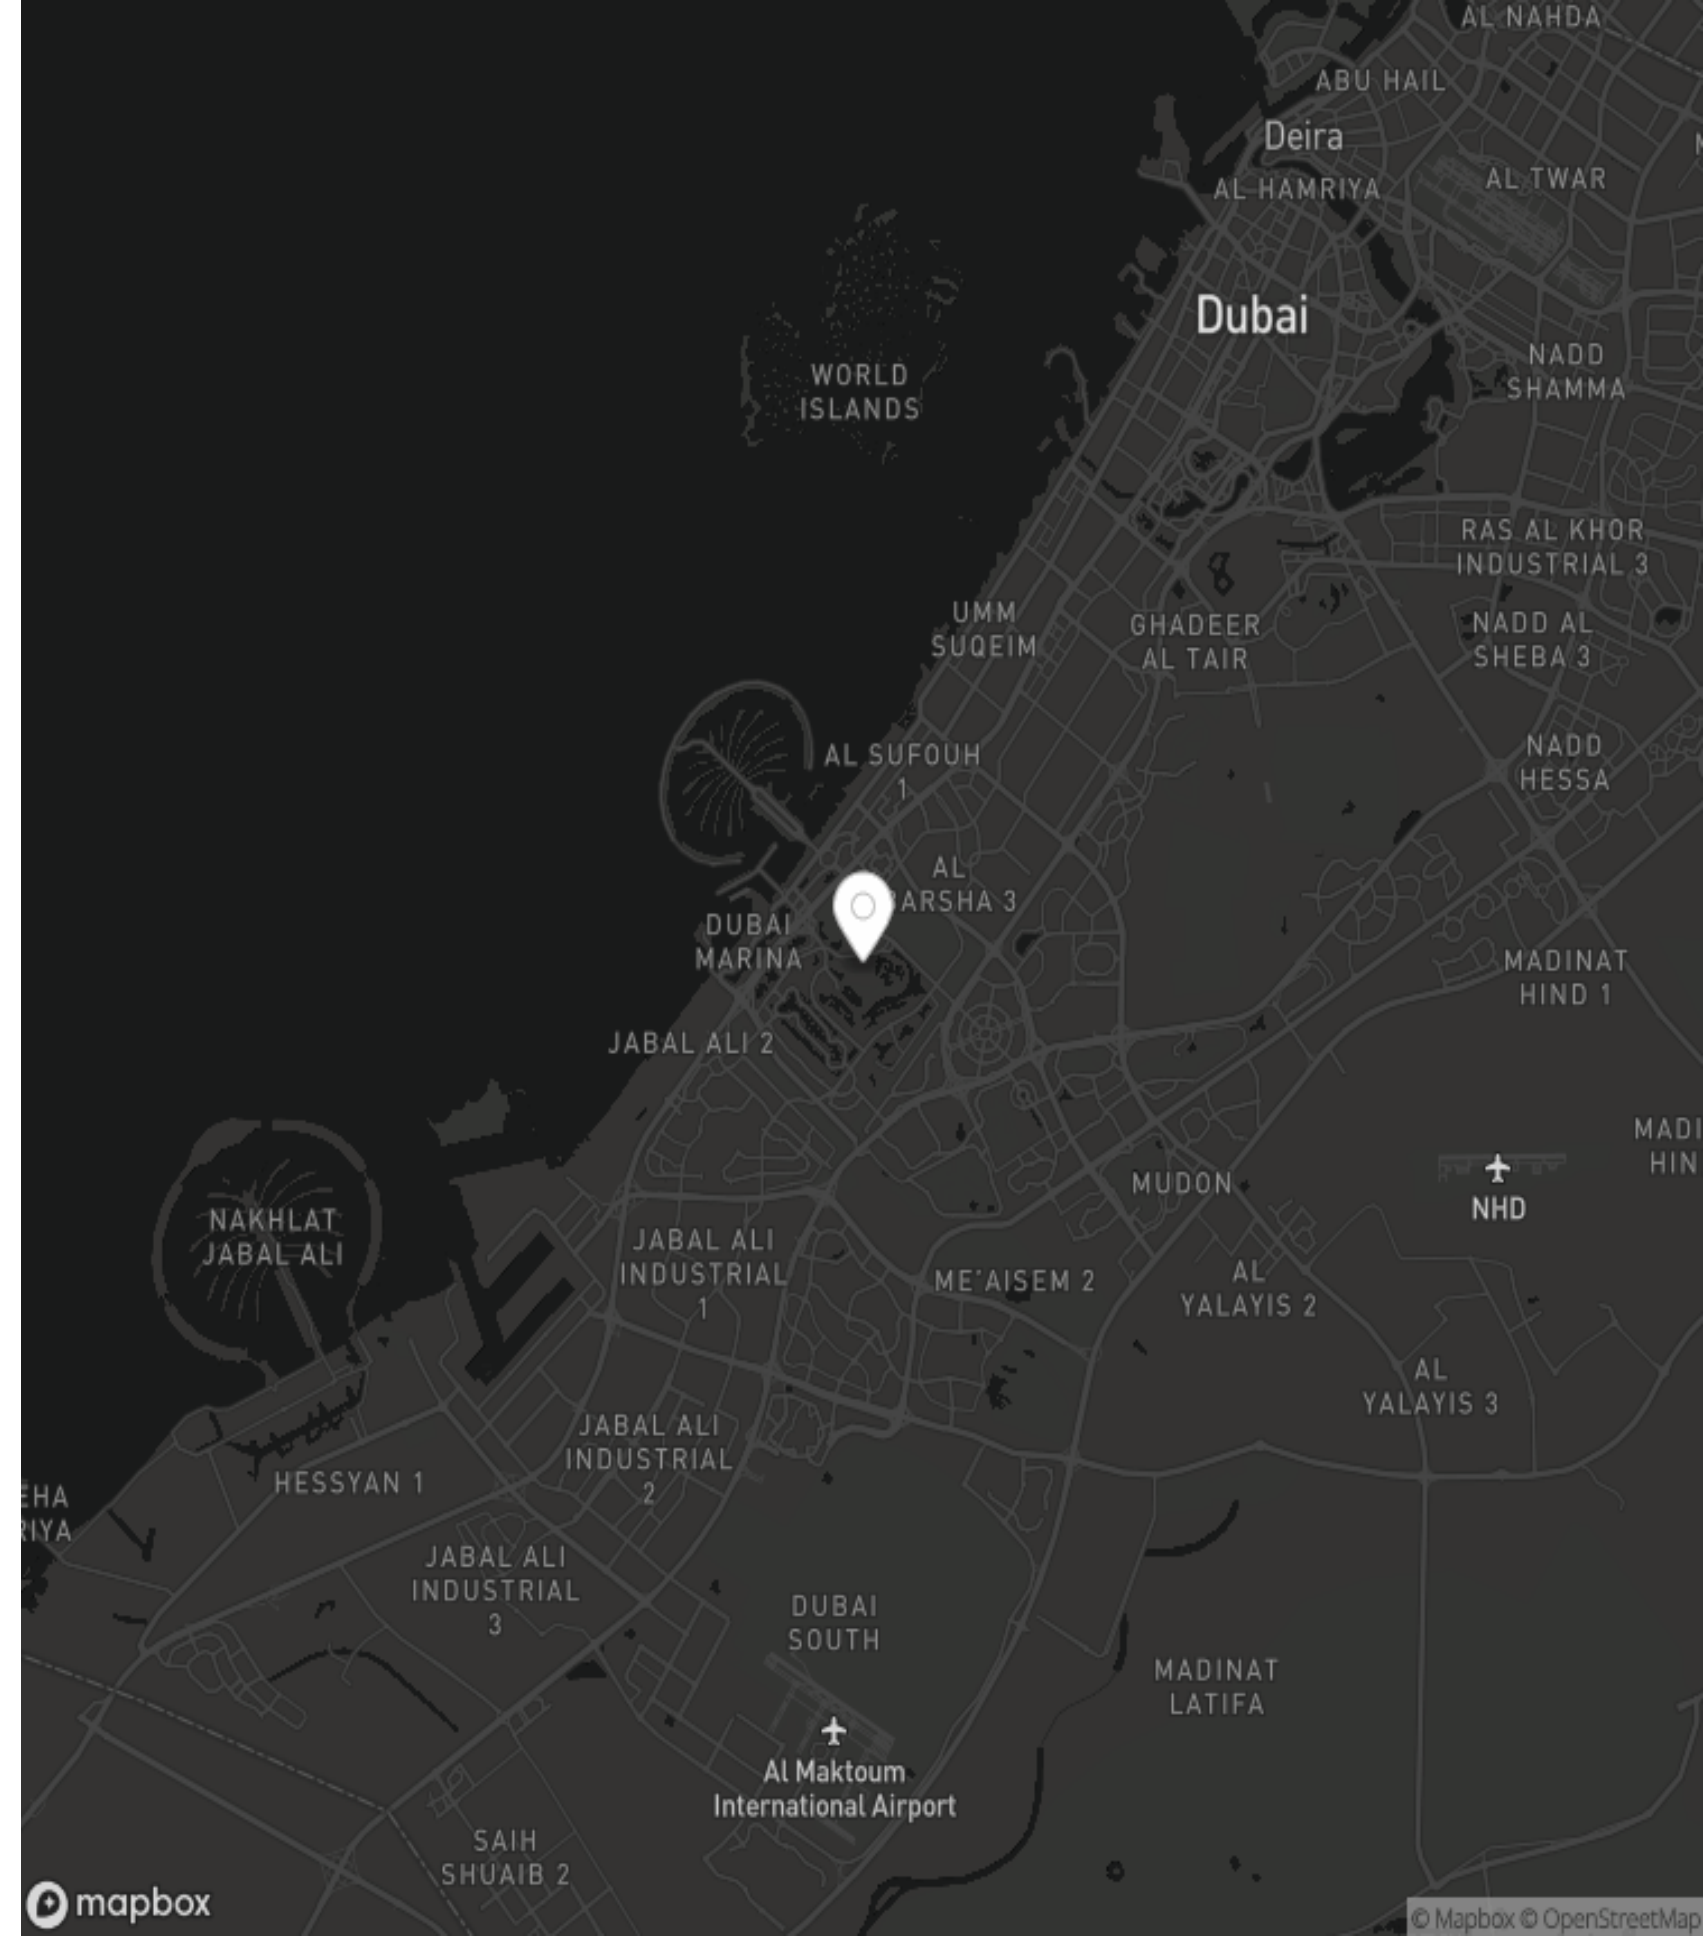 AL NAHDA
ABU HAIL
Deira
AL HAMRIYA
AL TWAR
Dubai
NADD
SHAMMA
WORLD
ISLANDS
RAS AL KHOR
INDUSTRIAL 3
UMM
SUQEIM
GHADEER
AL TAIR
NADD AL
SHEBA 3
AL SUFOUH
1
NADD
HESSA
AL
BARSHA 3
DUBAI
MARINA
MADINAT
HIND 1
JABAL ALI 2
MADI
HIN
MUDON
NHD
NAKHLAT
JABAL ALI
JABAL ALI
INDUSTRIAL
1
ME'AISEM 2
AL
YALAYIS 2
AL
YALAYIS 3
JABAL ALI
INDUSTRIAL
2
HESSYAN 1
EHA
RIYA
JABAL ALI
INDUSTRIAL
3
DUBAI
SOUTH
MADINAT
LATIFA
Al Maktoum
International Airport
SAIH
SHUAIB 2
mapbox
© Mapbox © OpenStreetMap